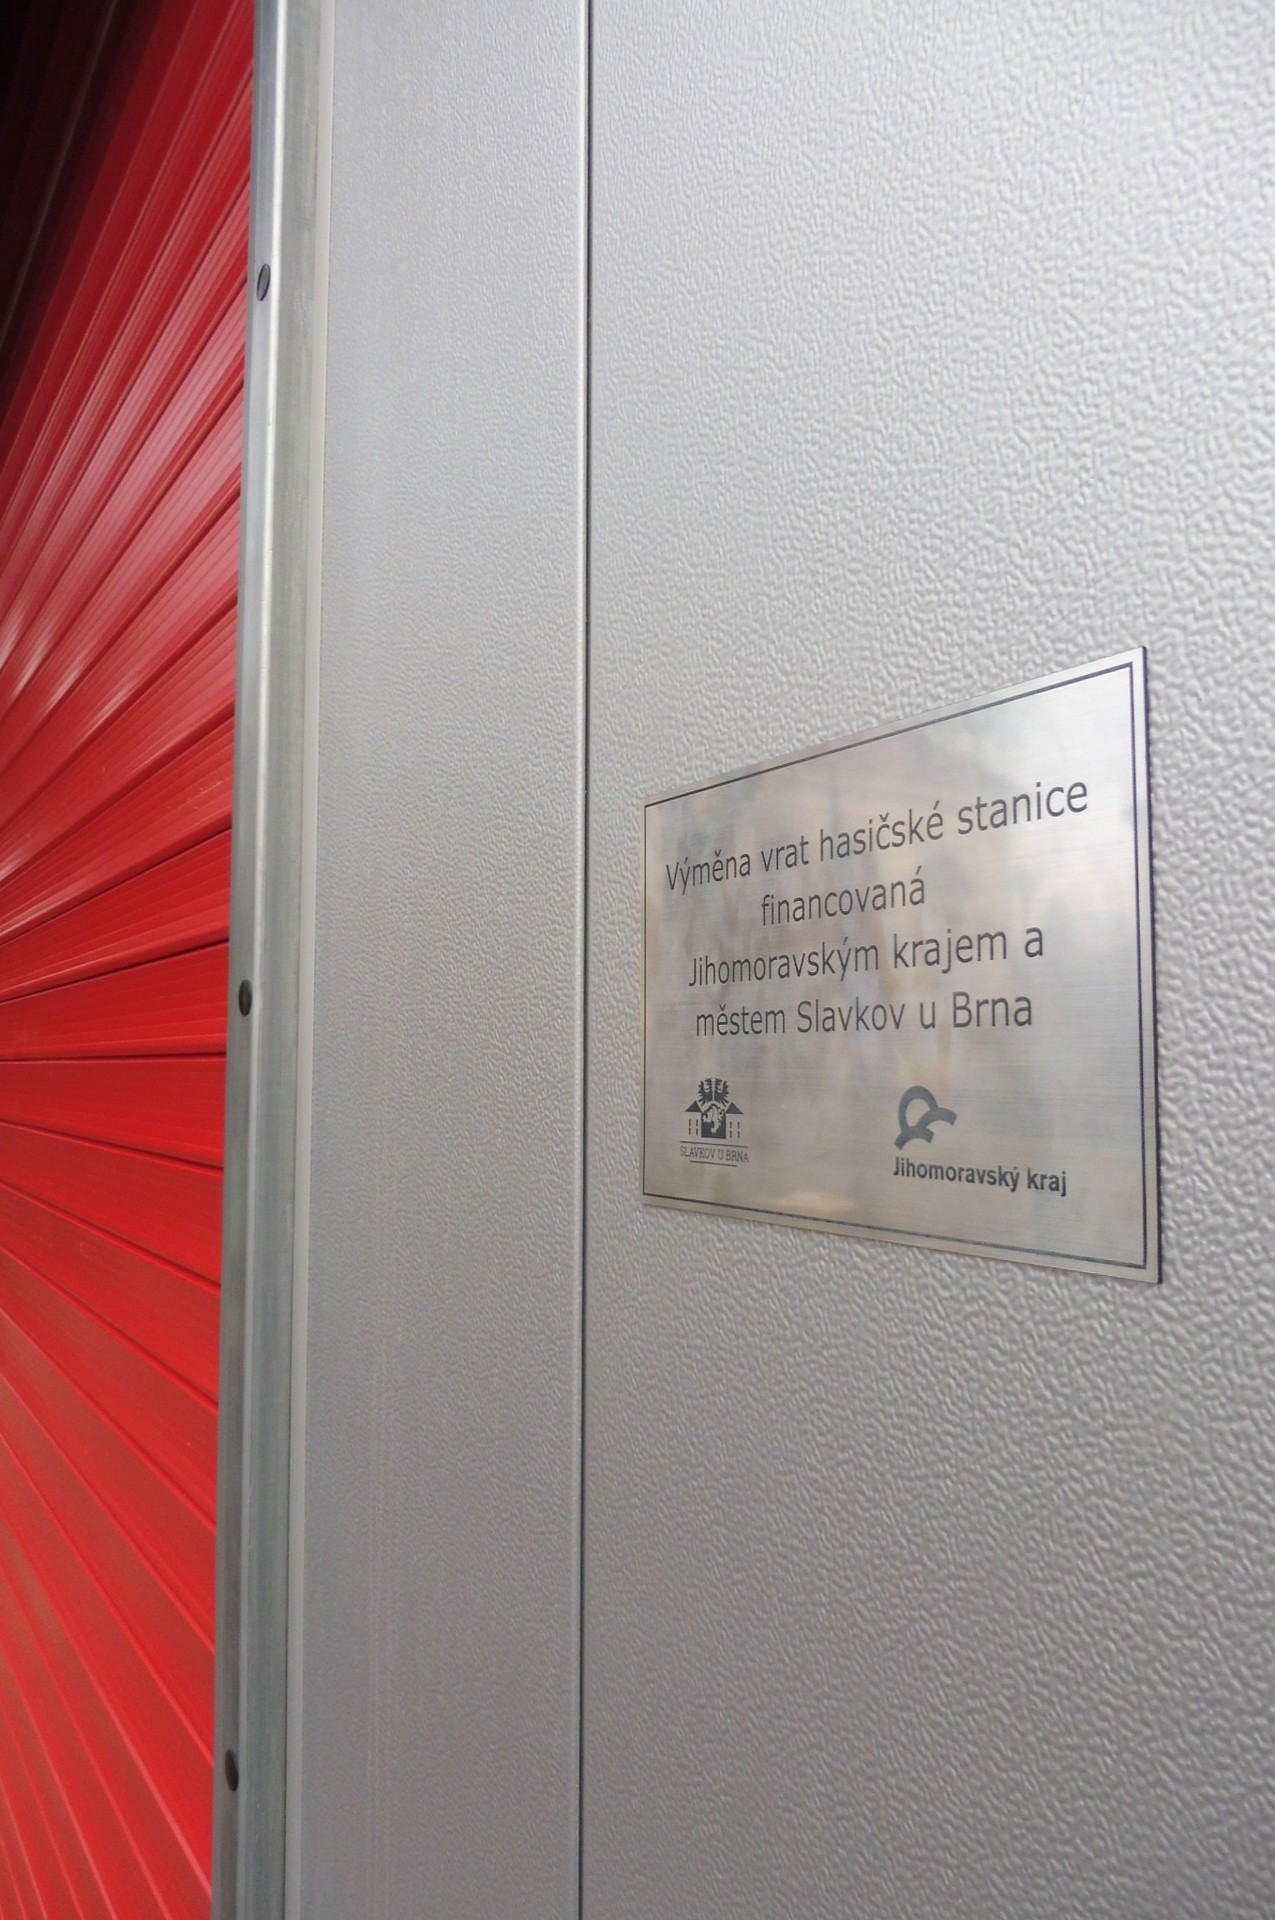 Výměna vrat hasičské stanice
financovaná
Jihomoravským krajem a
městem Slavkov u Brna
SLAVKOV U BRNA
Jihomoravský kraj